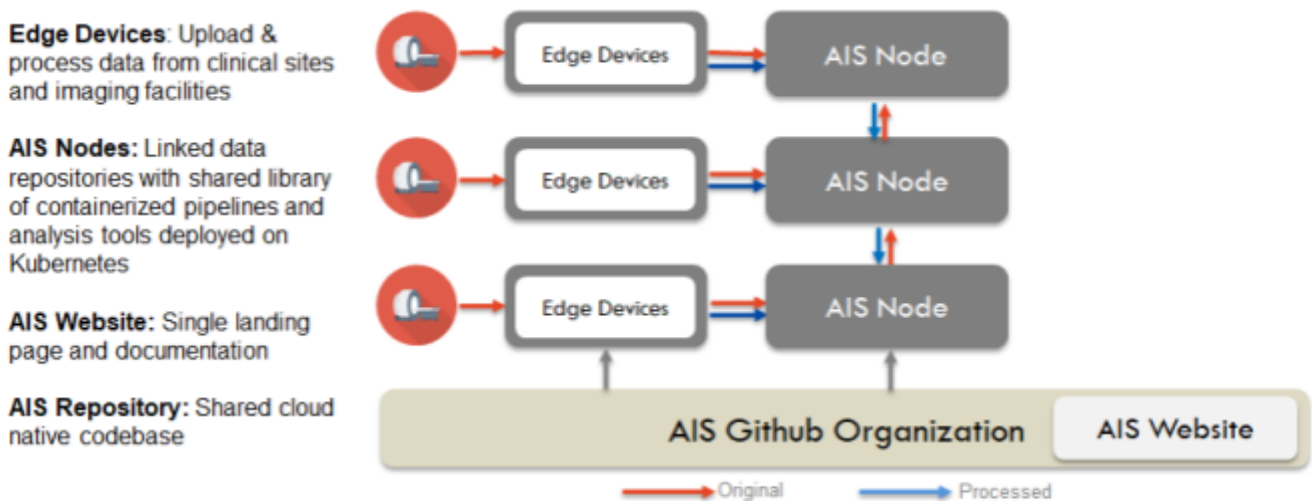 Edge Devices: Upload &
process data from clinical sites
and imaging facilities
AIS Nodes: Linked data
repositories with shared library
of containerized pipelines and
analysis tools deployed on
Kubernetes
AIS Website: Single landing
page and documentation
AIS Repository: Shared cloud
native codebase
Edge Devices
AIS Node
Edge Devices
AIS Node
Edge Devices
AIS Node
AIS Github Organization
AIS Website
Original
Processed